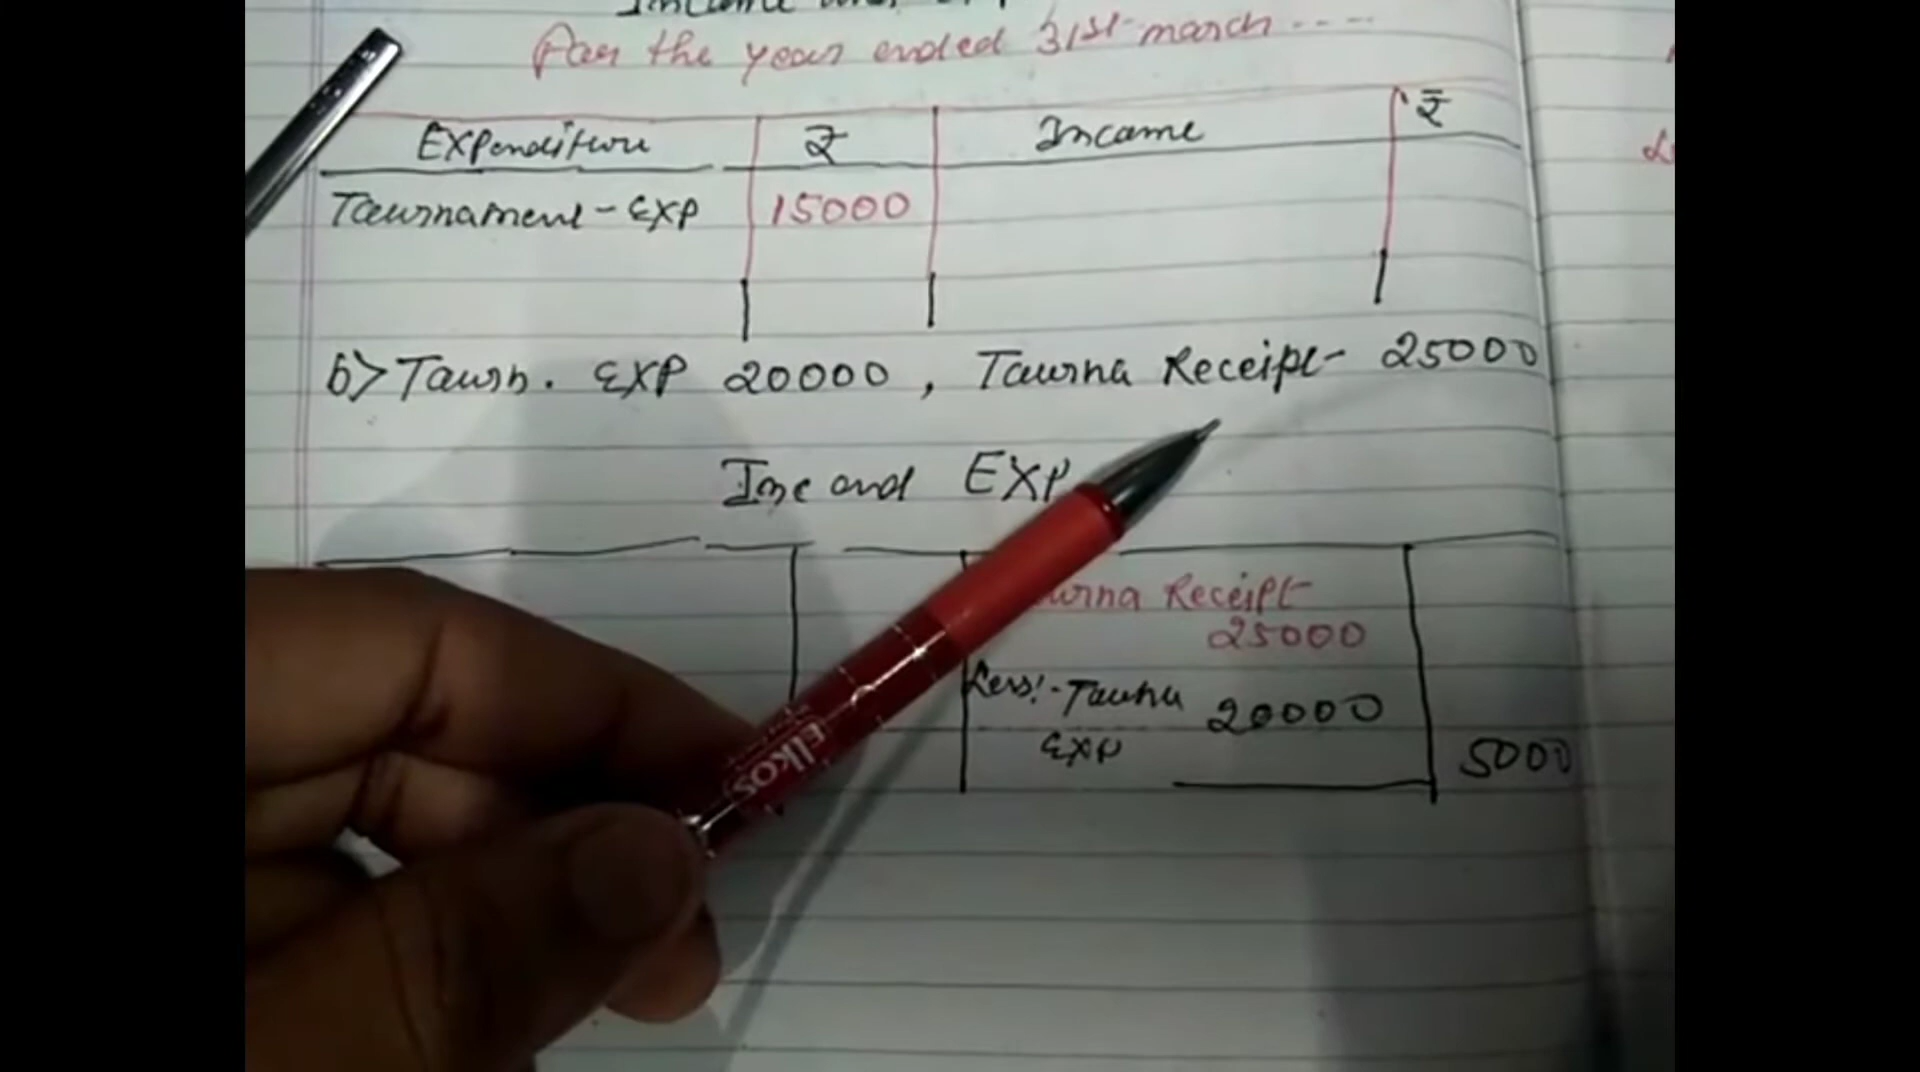 For the year ended 31st march ....
Expenditure ₹ Income ₹
Tournament - EXP 15000
b> Tourn. EXP 20000, Tourna Receipt - 25000
Inc and EXP
Receipt
25000
Less:- Tourna 20000
EXP 5000
Elkos